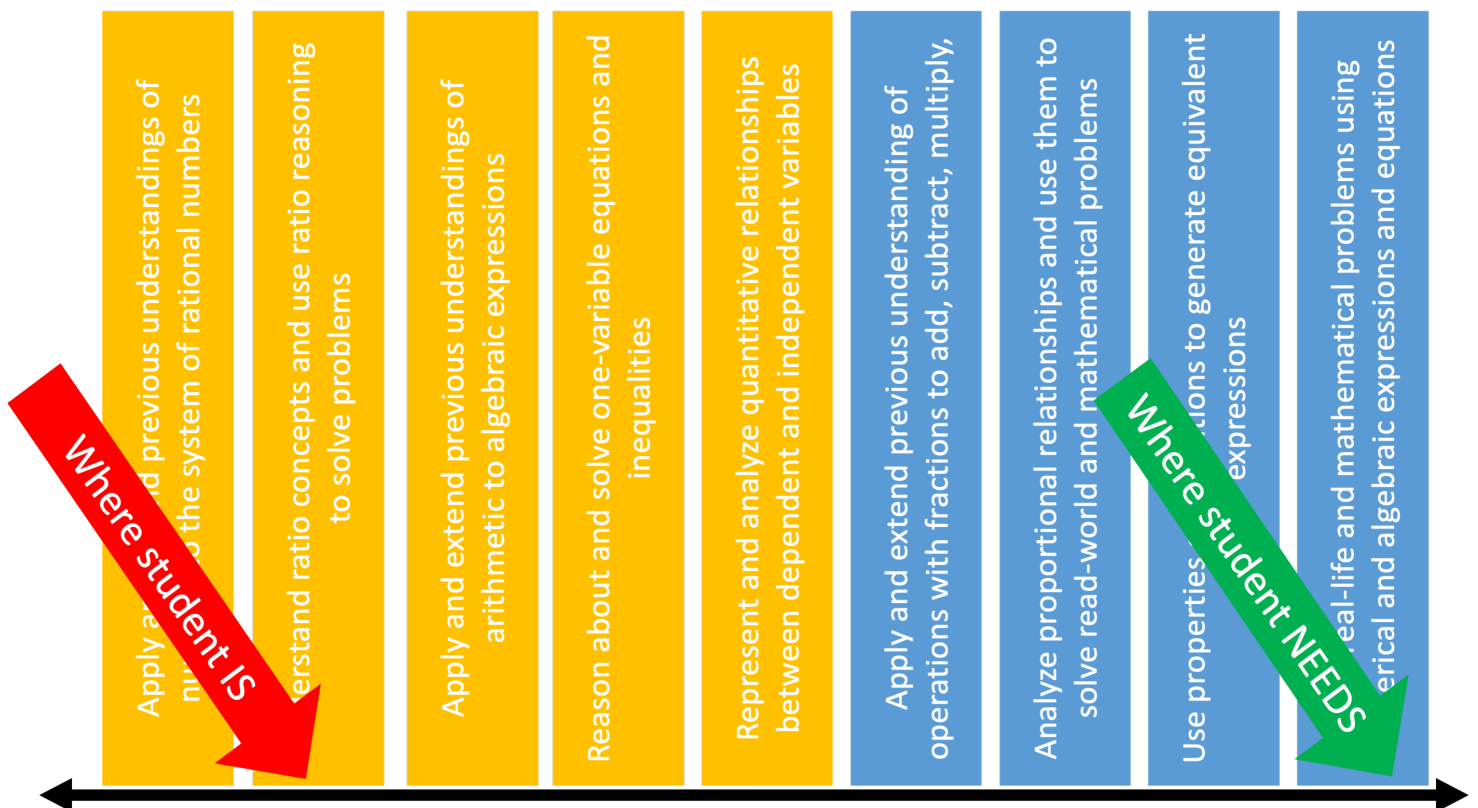 Apply a nd previous understandings of
nu o the system of rational numbers
erstand ratio concepts and use ratio reasoning
to solve problems
Apply and extend previous understandings of
arithmetic to algebraic expressions
Reason about and solve one-variable equations and
inequalities
Represent and analyze quantitative relationships
between dependent and independent variables
Apply and extend previous understanding of
operations with fractions to add, subtract, multiply,
Analyze proportional relationships and use them to
solve read-world and mathematical problems
Use properties tions to generate equivalent
expressions
real-life and mathematical problems using
erical and algebraic expressions and equations
Where student IS
Where student NEEDS